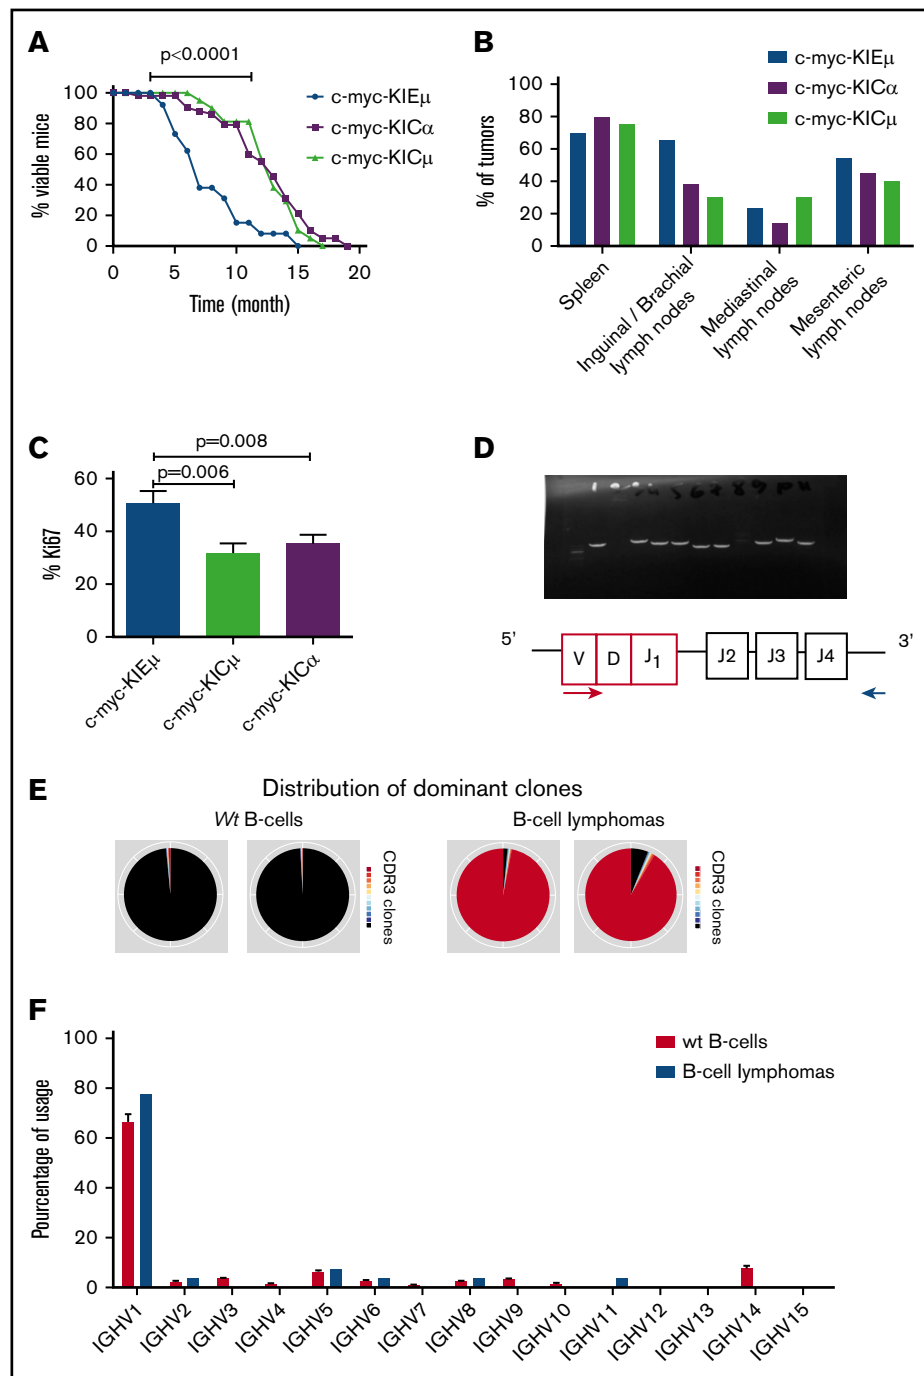 A
p<0.0001
% viable mice
100
80
60
40
20
0
0 5 10 15 20
Time (month)
c-myc-KIEμ
c-myc-KICα
c-myc-KICμ
B
% of tumors
100
80
60
40
20
0
Spleen
Inguinal / Brachial
lymph nodes
Mediastinal
lymph nodes
Mesenteric
lymph nodes
c-myc-KIEμ
c-myc-KICα
c-myc-KICμ
C
p=0.008
p=0.006
% Ki67
60
40
20
0
c-myc-KIEμ
c-myc-KICμ
c-myc-KICα
D
5' V D J1 J2 J3 J4 3'
E
Distribution of dominant clones
Wt B-cells
CDR3 clones
B-cell lymphomas
CDR3 clones
F
Pourcentage of usage
100
80
60
40
20
0
wt B-cells
B-cell lymphomas
IGHV1
IGHV2
IGHV3
IGHV4
IGHV5
IGHV6
IGHV7
IGHV8
IGHV9
IGHV10
IGHV11
IGHV12
IGHV13
IGHV14
IGHV15